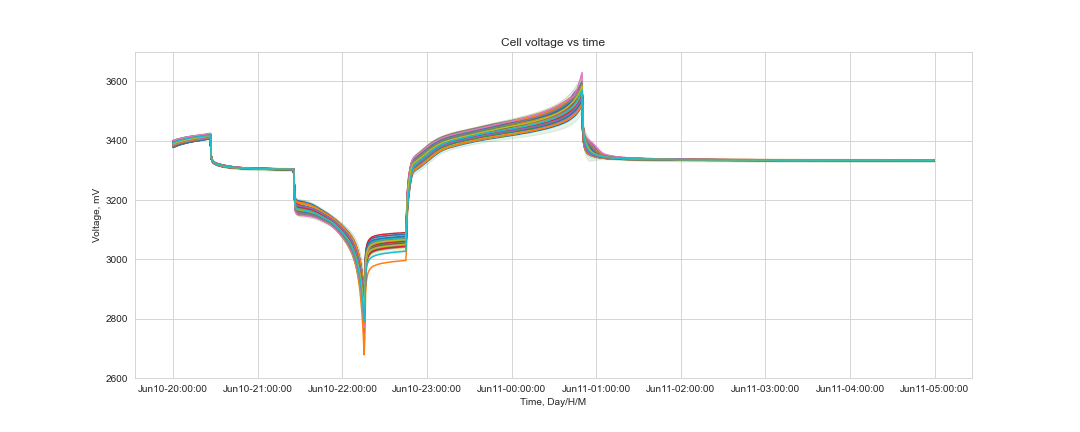 Cell voltage vs time
3600
3400
3200
3000
2800
2600
Voltage, mV
Jun10-20:00:00 Jun10-21:00:00 Jun10-22:00:00 Jun10-23:00:00 Jun11-00:00:00 Jun11-01:00:00 Jun11-02:00:00 Jun11-03:00:00 Jun11-04:00:00 Jun11-05:00:00
Time, Day/H/M